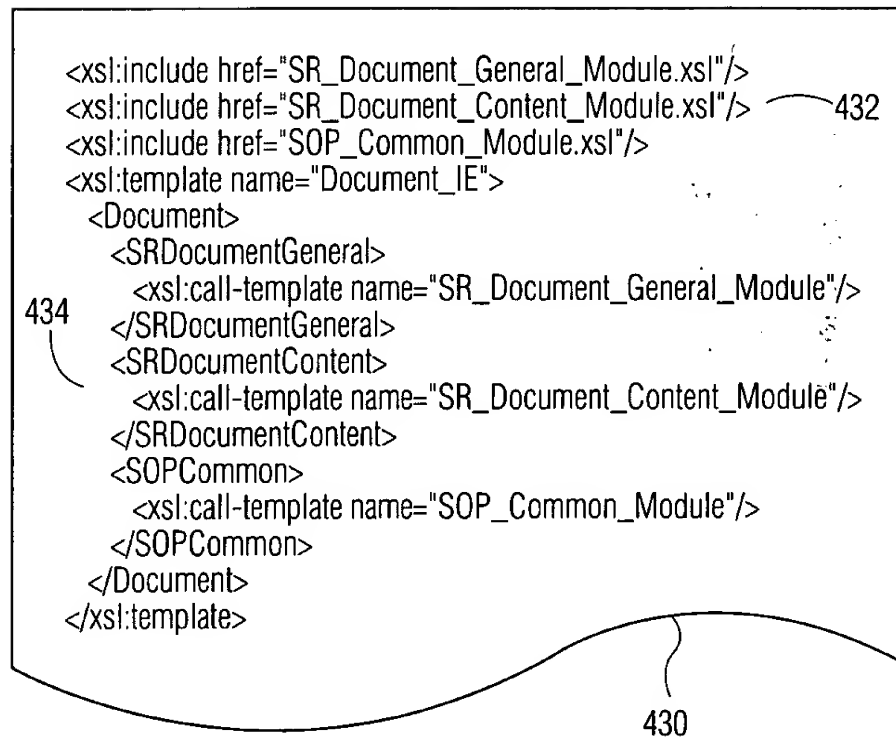 <xsl:include href="SR_Document_General_Module.xsl"/>
<xsl:include href="SR_Document_Content_Module.xsl"/> 432
<xsl:include href="SOP_Common_Module.xsl"/>
<xsl:template name="Document_IE">
<Document>
<SRDocumentGeneral>
<xsl:call-template name="SR_Document_General_Module"/>
434 </SRDocumentGeneral>
<SRDocumentContent>
<xsl:call-template name="SR_Document_Content_Module"/>
</SRDocumentContent>
<SOPCommon>
<xsl:call-template name="SOP_Common_Module"/>
</SOPCommon>
</Document>
</xsl:template>
430